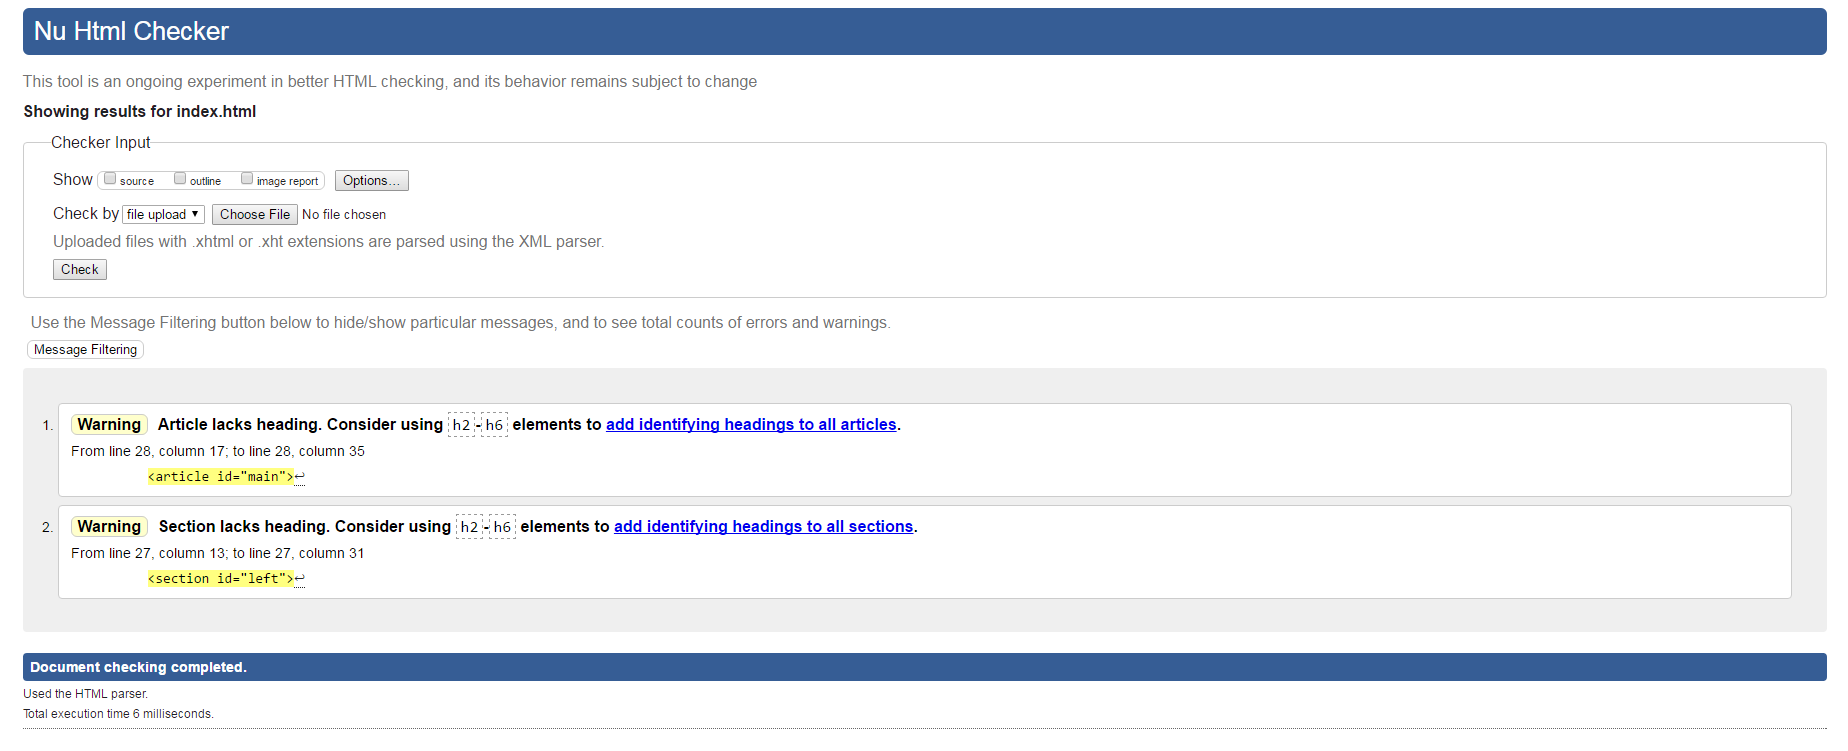 Nu Html Checker
This tool is an ongoing experiment in better HTML checking, and its behavior remains subject to change
Showing results for index.html
Checker Input
Show source outline image report Options...
Check by file upload ▼ Choose File No file chosen
Uploaded files with .xhtml or .xht extensions are parsed using the XML parser.
Check
Use the Message Filtering button below to hide/show particular messages, and to see total counts of errors and warnings.
Message Filtering
1. Warning Article lacks heading. Consider using h2-h6 elements to add identifying headings to all articles.
From line 28, column 17; to line 28, column 35
<article id="main">↩
2. Warning Section lacks heading. Consider using h2-h6 elements to add identifying headings to all sections.
From line 27, column 13; to line 27, column 31
<section id="left">↩
Document checking completed.
Used the HTML parser.
Total execution time 6 milliseconds.